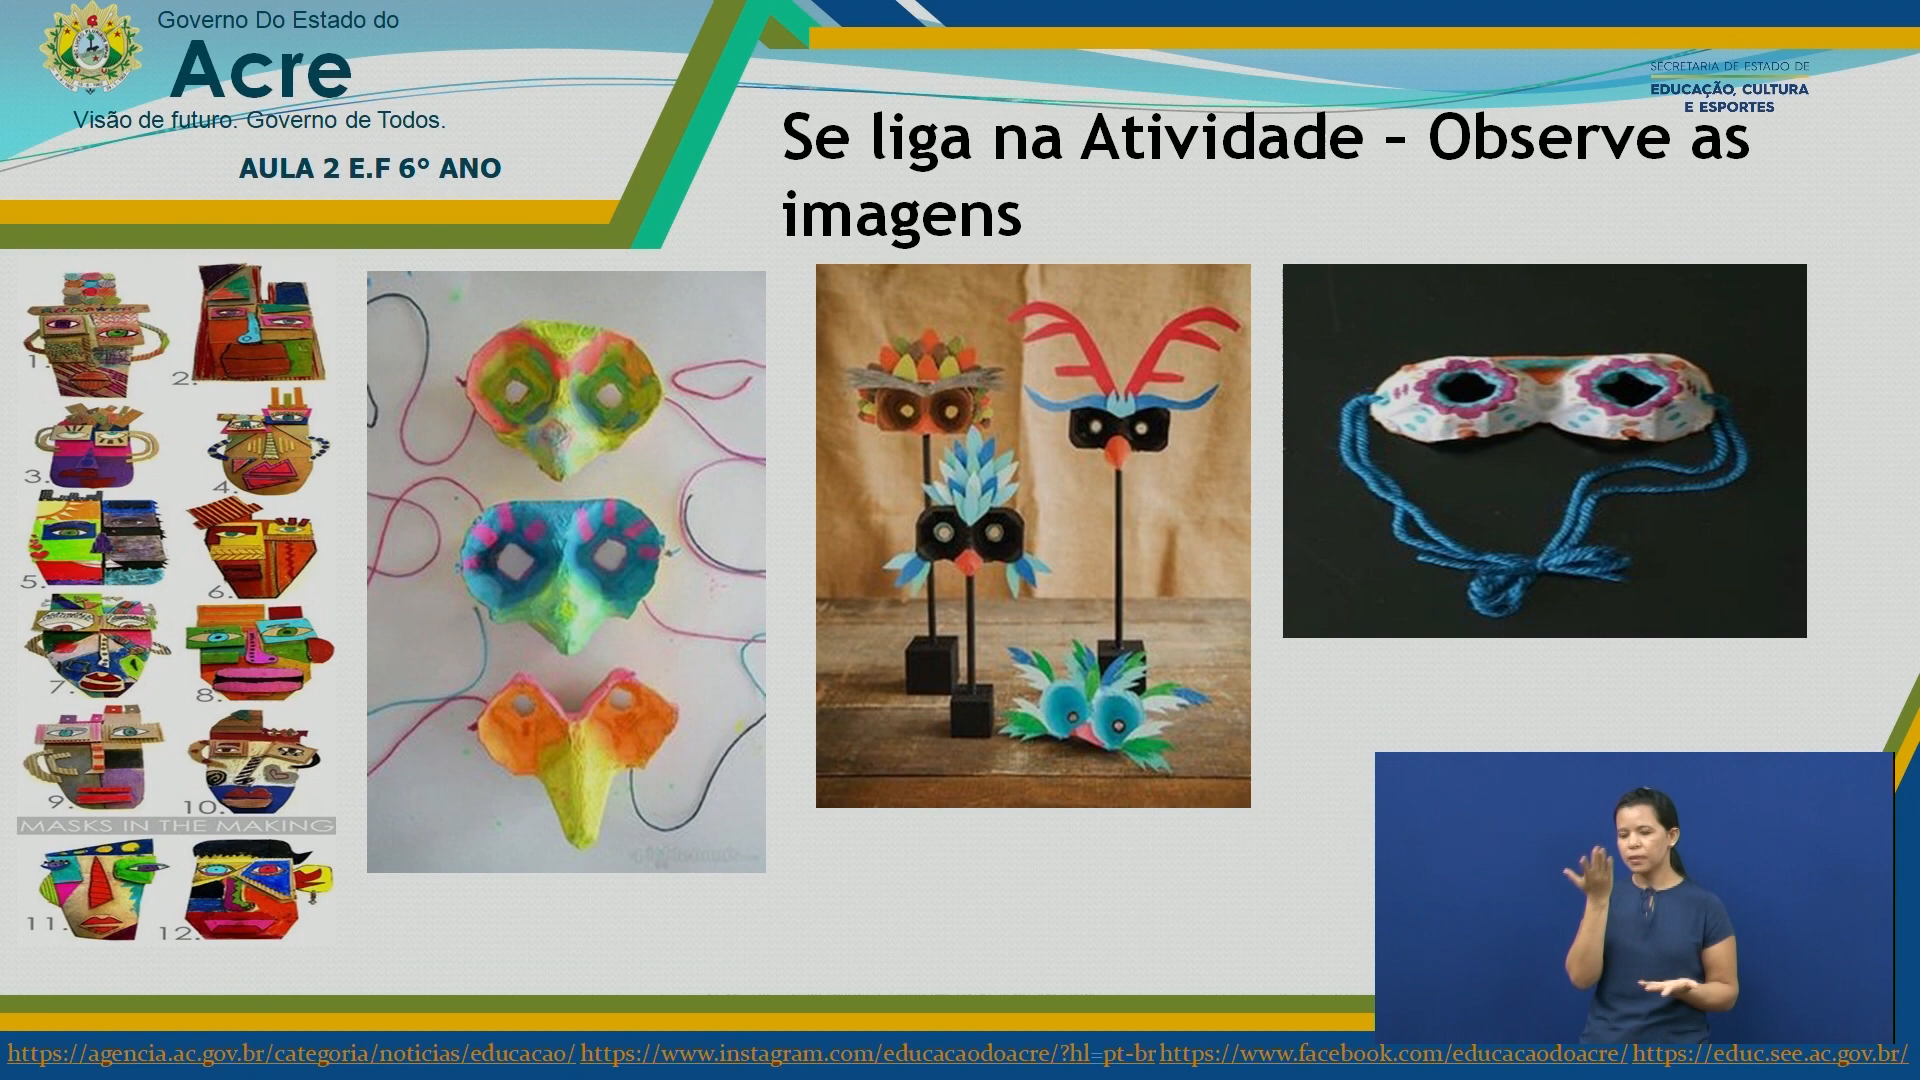 Governo Do Estado do
Acre
Visão de futuro. Governo de Todos.
AULA 2 E.F 6° ANO
SECRETARIA DE ESTADO DE
EDUCAÇÃO, CULTURA
E ESPORTES
Se liga na Atividade – Observe as
imagens
1.
2.
3.
4.
5.
6.
7.
8.
9.
10.
MASKS IN THE MAKING
11.
12.
https://agencia.ac.gov.br/categoria/noticias/educacao/ https://www.instagram.com/educacaodoacre/?hl=pt-br https://www.facebook.com/educacaodoacre/ https://educ.see.ac.gov.br/